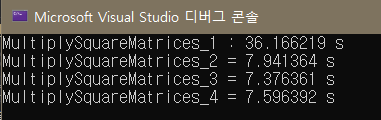 Microsoft Visual Studio 디버그 콘솔
MultiplySquareMatrices_1 : 36.166219 s
MultiplySquareMatrices_2 = 7.941364 s
MultiplySquareMatrices_3 = 7.376361 s
MultiplySquareMatrices_4 = 7.596392 s